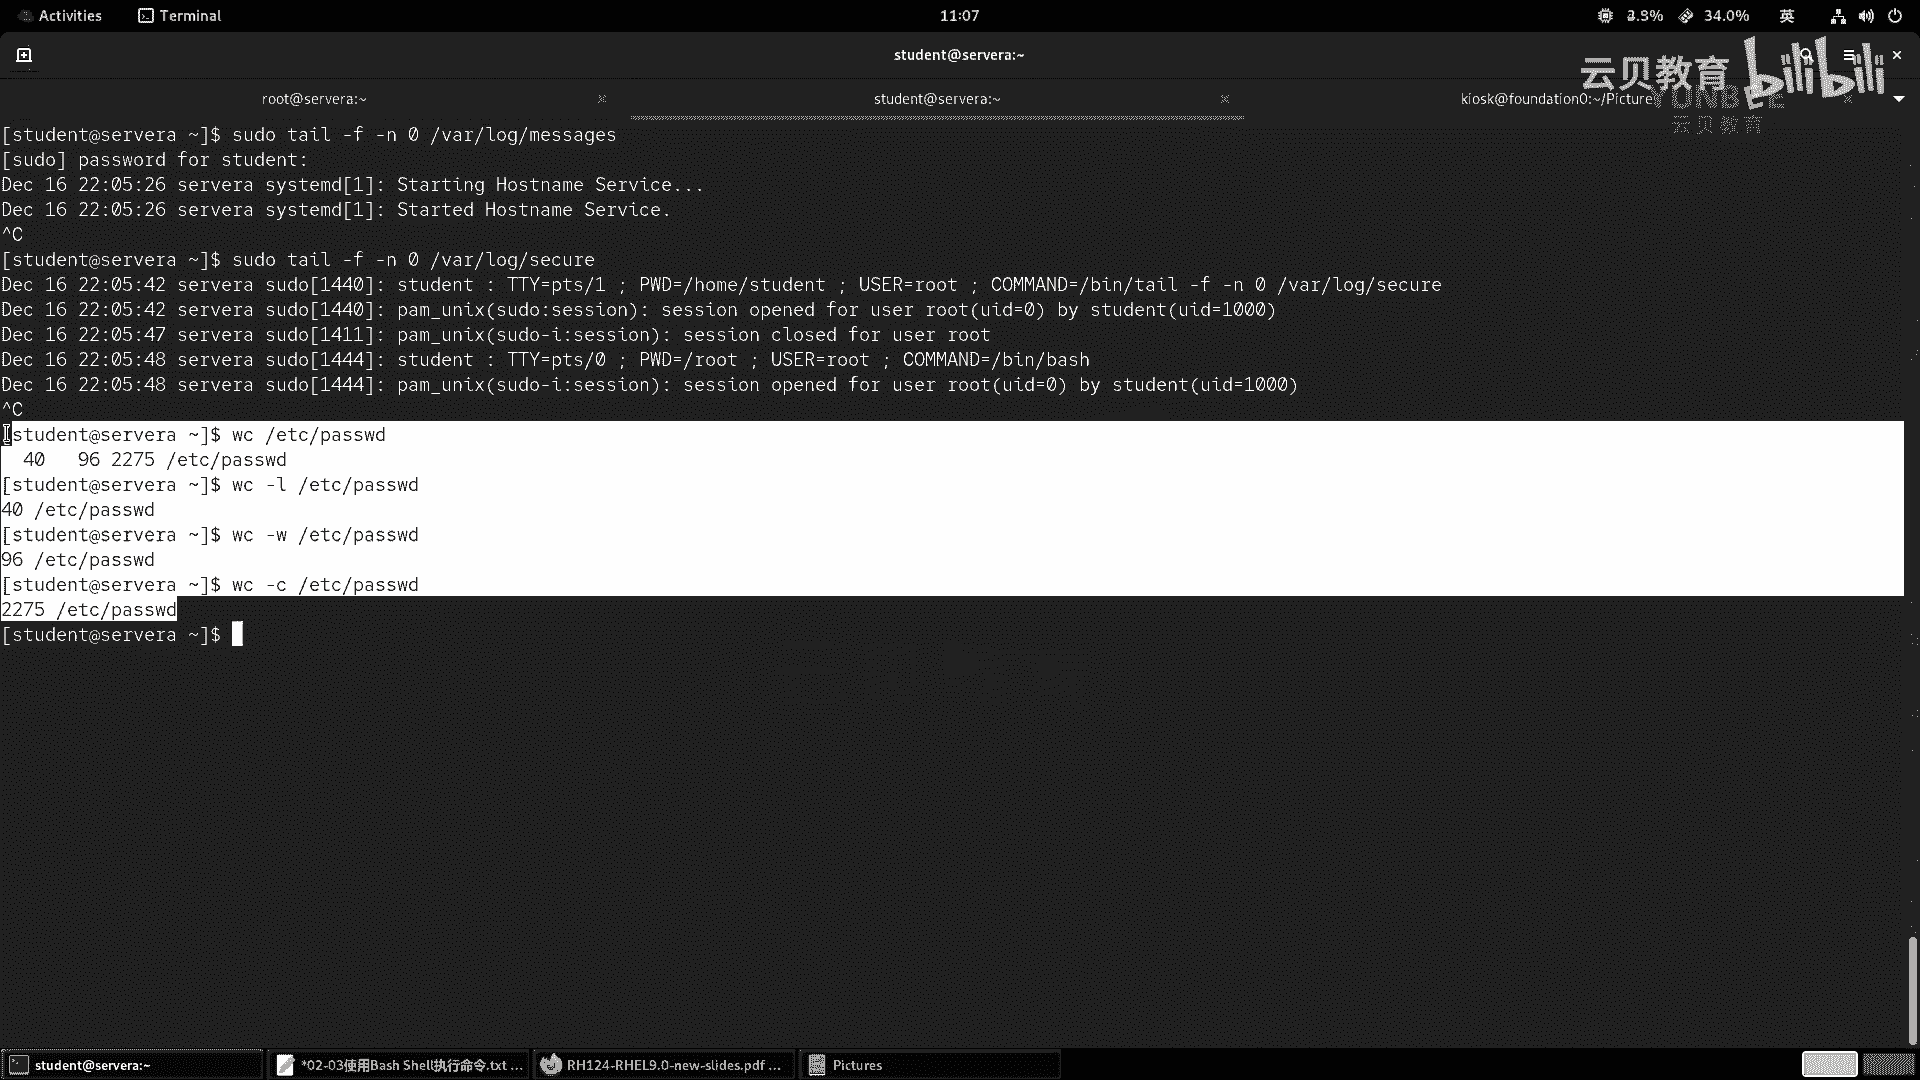 Activities
Terminal
11:07
34.0%
英
student@servera:~
云贝教育 bilibili
root@servera:~
student@servera:~
kiosk@foundation0:~/Picture
云贝教育
[student@servera ~]$ sudo tail -f -n 0 /var/log/messages
[sudo] password for student:
Dec 16 22:05:26 servera systemd[1]: Starting Hostname Service...
Dec 16 22:05:26 servera systemd[1]: Started Hostname Service.
^C
[student@servera ~]$ sudo tail -f -n 0 /var/log/secure
Dec 16 22:05:42 servera sudo[1440]: student : TTY=pts/1 ; PWD=/home/student ; USER=root ; COMMAND=/bin/tail -f -n 0 /var/log/secure
Dec 16 22:05:42 servera sudo[1440]: pam_unix(sudo:session): session opened for user root(uid=0) by student(uid=1000)
Dec 16 22:05:47 servera sudo[1411]: pam_unix(sudo-i:session): session closed for user root
Dec 16 22:05:48 servera sudo[1444]: student : TTY=pts/0 ; PWD=/root ; USER=root ; COMMAND=/bin/bash
Dec 16 22:05:48 servera sudo[1444]: pam_unix(sudo-i:session): session opened for user root(uid=0) by student(uid=1000)
^C
[student@servera ~]$ wc /etc/passwd
40 96 2275 /etc/passwd
[student@servera ~]$ wc -l /etc/passwd
40 /etc/passwd
[student@servera ~]$ wc -w /etc/passwd
96 /etc/passwd
[student@servera ~]$ wc -c /etc/passwd
2275 /etc/passwd
[student@servera ~]$
student@servera:~
*02-03使用Bash Shell执行命令.txt ...
RH124-RHEL9.0-new-slides.pdf ...
Pictures